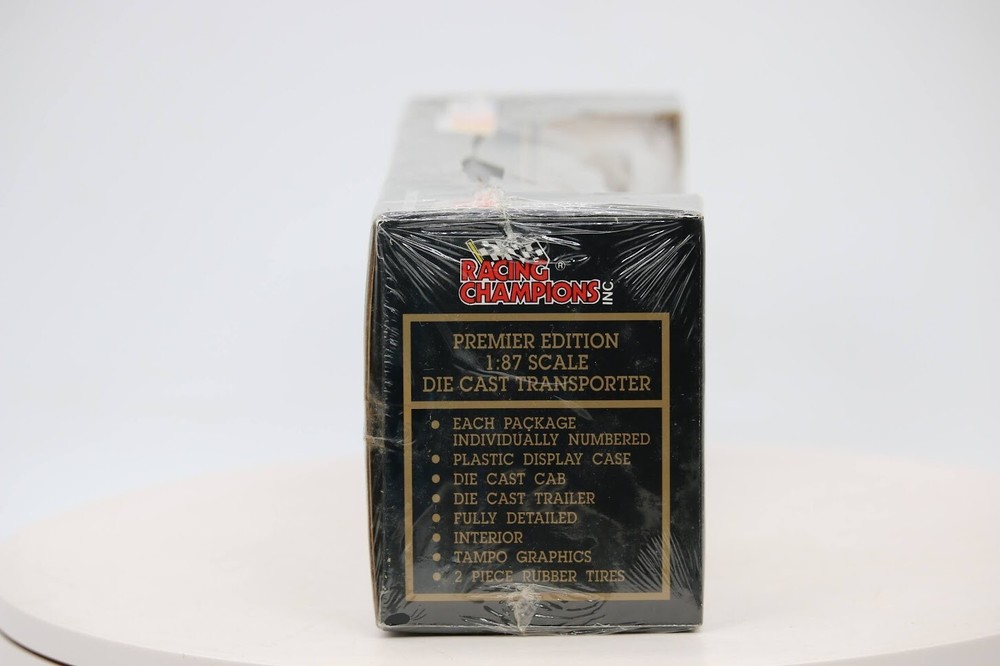 RACING ®
CHAMPIONS INC.
PREMIER EDITION
1:87 SCALE
DIE CAST TRANSPORTER
• EACH PACKAGE
INDIVIDUALLY NUMBERED
• PLASTIC DISPLAY CASE
• DIE CAST CAB
• DIE CAST TRAILER
• FULLY DETAILED
• INTERIOR
• TAMPO GRAPHICS
• 2 PIECE RUBBER TIRES